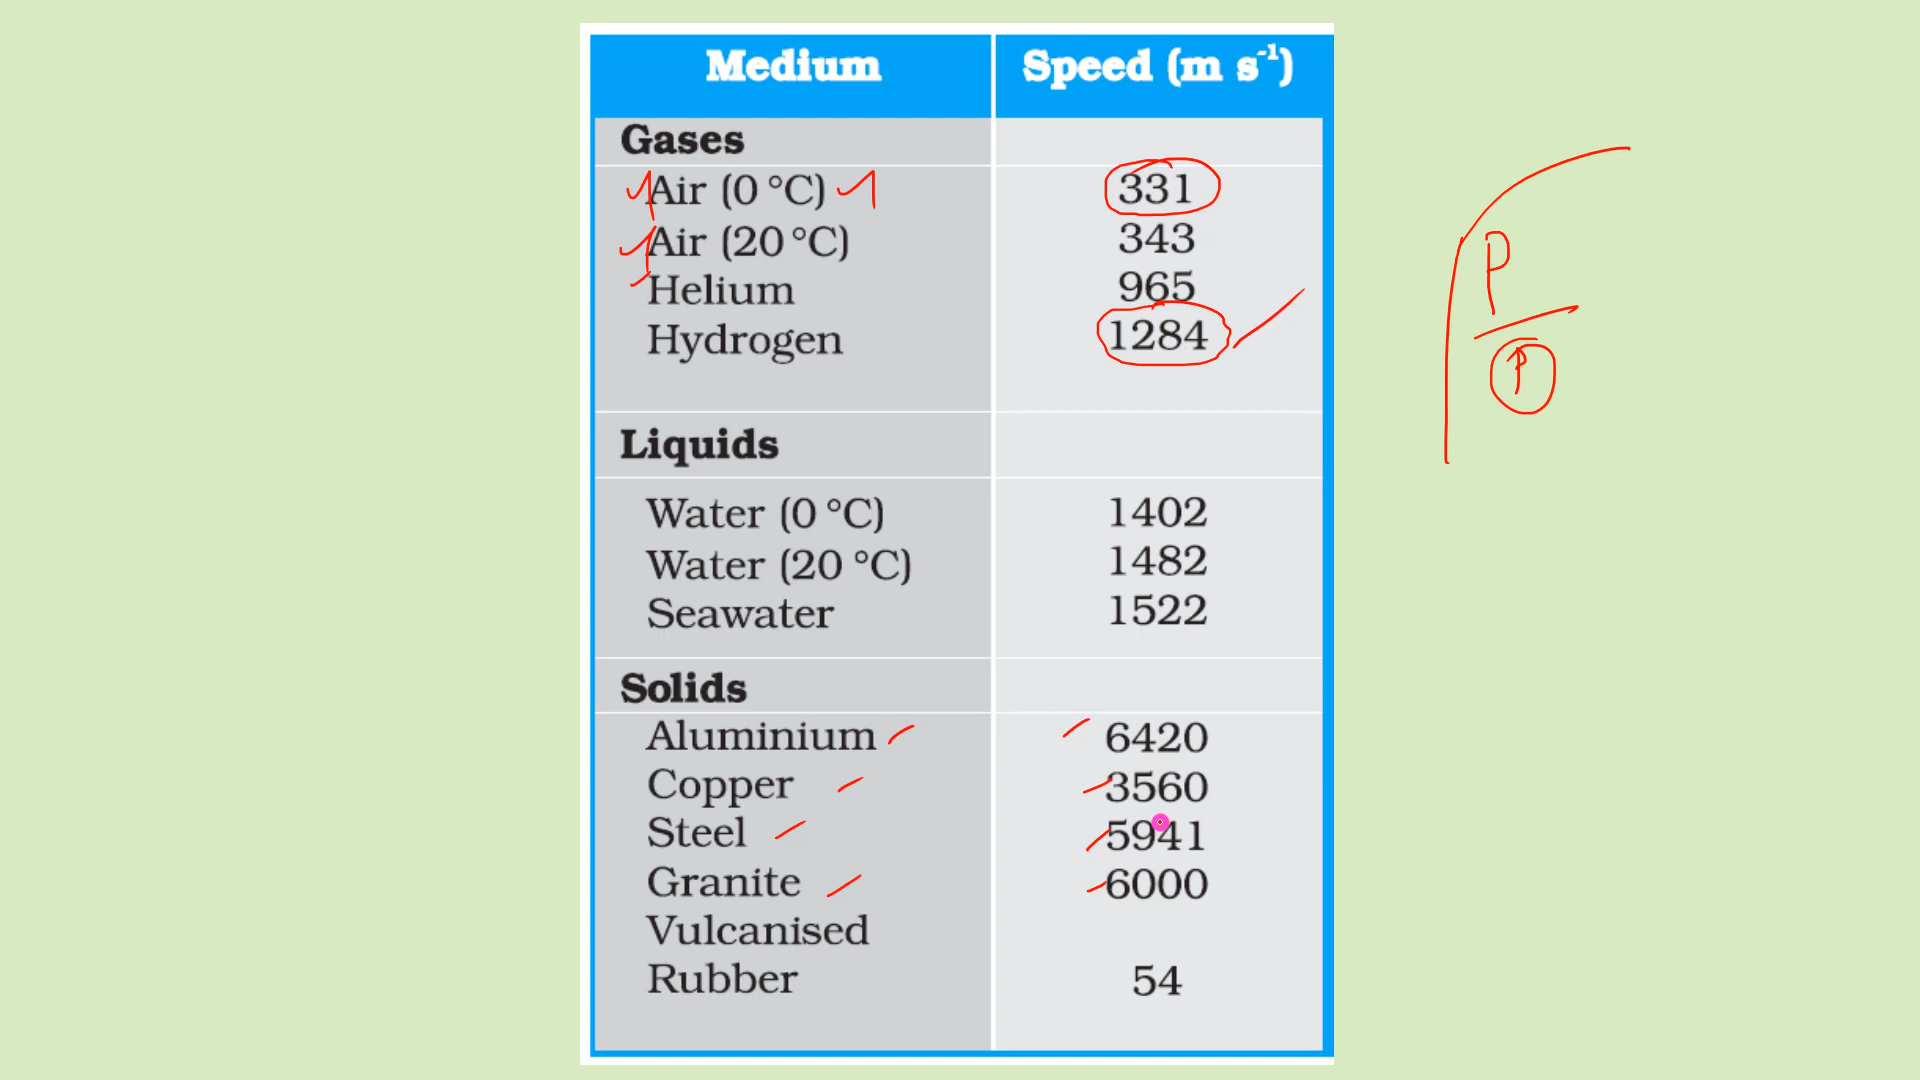 Medium Speed (m s⁻¹)
Gases
Air (0 °C) 331
Air (20 °C) 343
Helium 965
Hydrogen 1284
P
P
Liquids
Water (0 °C) 1402
Water (20 °C) 1482
Seawater 1522
Solids
Aluminium 6420
Copper 3560
Steel 5941
Granite 6000
Vulcanised
Rubber 54